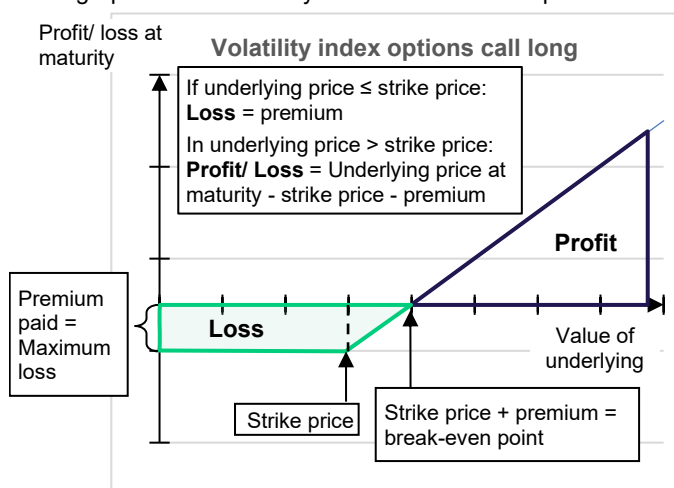 Profit/ loss at
maturity
Volatility index options call long
If underlying price ≤ strike price:
Loss = premium
In underlying price > strike price:
Profit/ Loss = Underlying price at
maturity - strike price - premium
Profit
Premium
paid =
Maximum
loss
Loss
Value of
underlying
Strike price
Strike price + premium =
break-even point